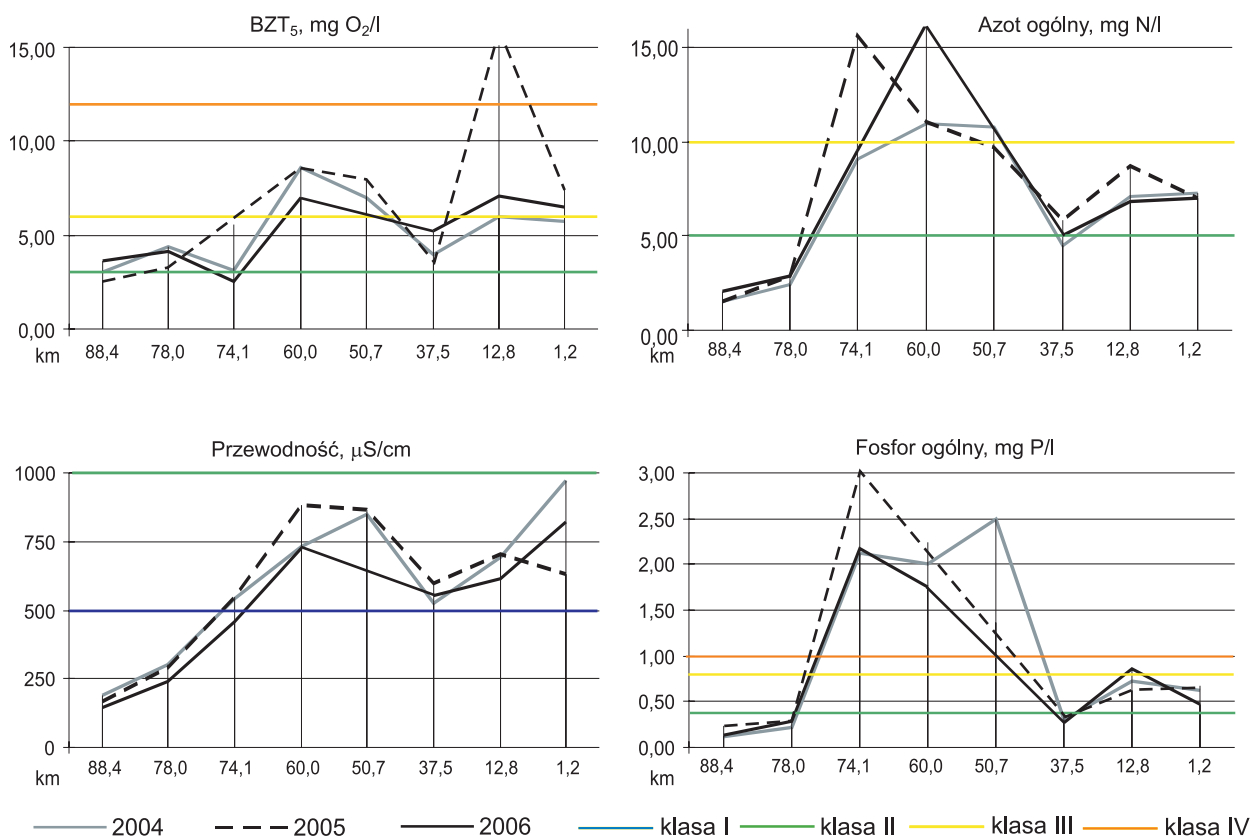 BZT5, mg O2/l
15,00
10,00
5,00
0,00
km
88,4 78,0 74,1 60,0 50,7 37,5 12,8 1,2
Azot ogólny, mg N/l
15,00
10,00
5,00
0,00
km
88,4 78,0 74,1 60,0 50,7 37,5 12,8 1,2
Przewodność, µS/cm
1000
750
500
250
0
km
88,4 78,0 74,1 60,0 50,7 37,5 12,8 1,2
Fosfor ogólny, mg P/l
3,00
2,50
2,00
1,50
1,00
0,50
0,00
km
88,4 78,0 74,1 60,0 50,7 37,5 12,8 1,2
2004 2005 2006 klasa I klasa II klasa III klasa IV